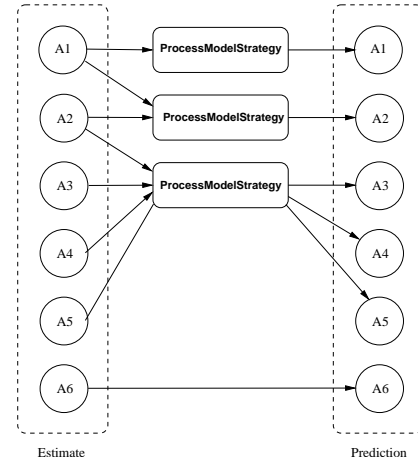 A1 ProcessModelStrategy A1
A2 ProcessModelStrategy A2
A3 ProcessModelStrategy A3
A4 A4
A5 A5
A6 A6
Estimate Prediction